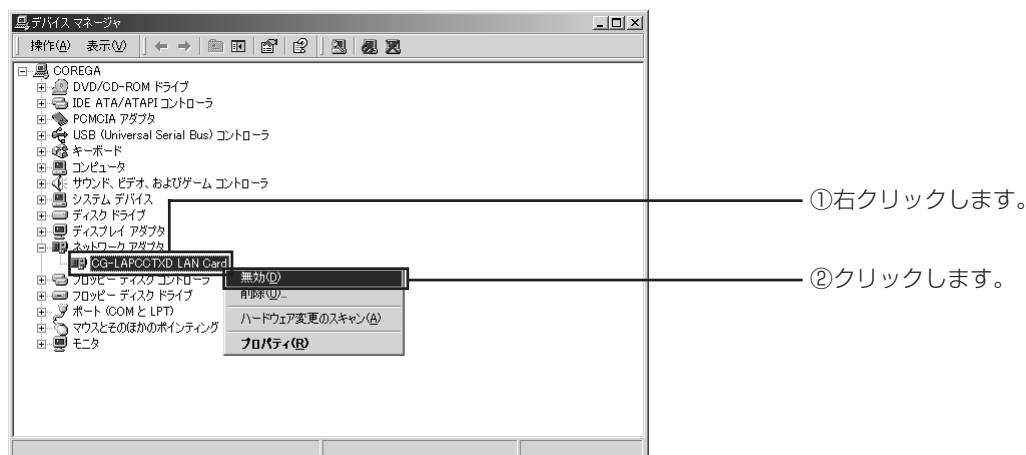 デバイス マネージャ
操作(A) 表示(V)
COREGA
DVD/CD-ROM ドライブ
IDE ATA/ATAPI コントローラ
PCMCIA アダプタ
USB (Universal Serial Bus) コントローラ
キーボード
コンピュータ
サウンド、ビデオ、およびゲーム コントローラ
システム デバイス
ディスク ドライブ
ディスプレイ アダプタ
ネットワーク アダプタ
CG-LAPCCTXD LAN Card
フロッピー ディスク コントローラ
フロッピー ディスク ドライブ
ポート (COM と LPT)
マウスとそのほかのポインティング
モニタ
無効(D)
削除(U)...
ハードウェア変更のスキャン(A)
プロパティ(R)
①右クリックします。
②クリックします。